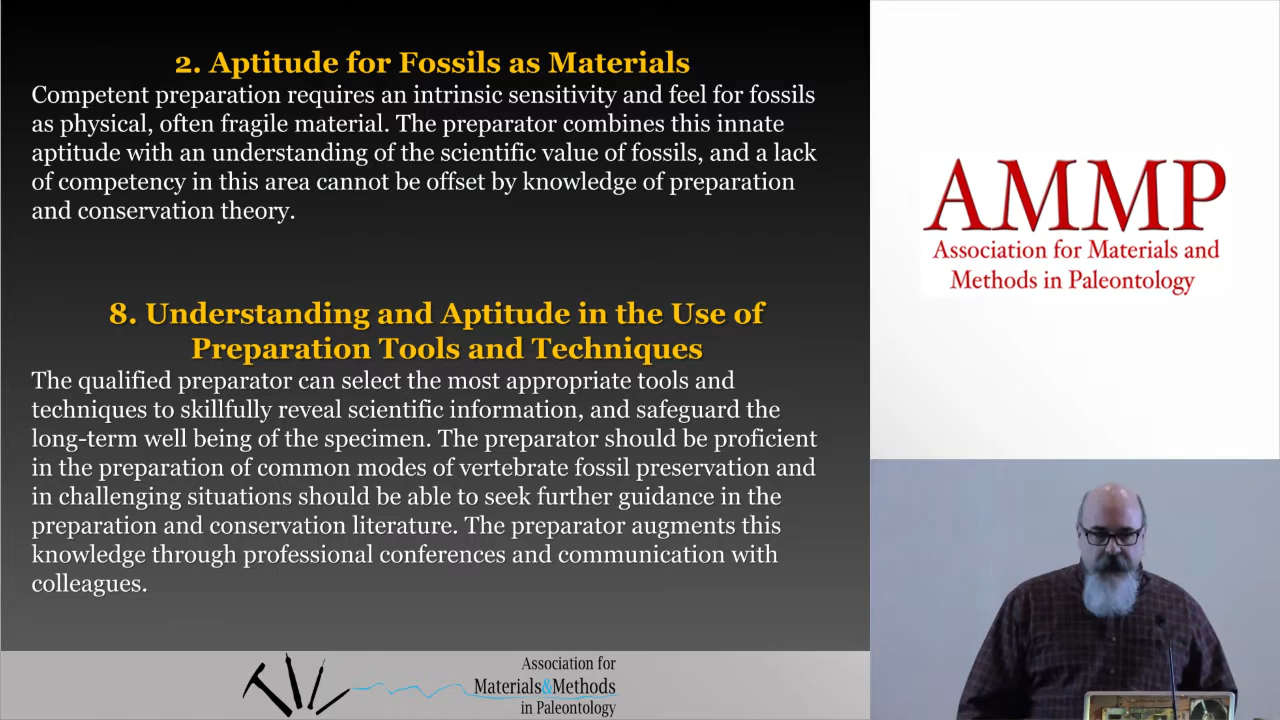 2. Aptitude for Fossils as Materials
Competent preparation requires an intrinsic sensitivity and feel for fossils
as physical, often fragile material. The preparator combines this innate
aptitude with an understanding of the scientific value of fossils, and a lack
of competency in this area cannot be offset by knowledge of preparation
and conservation theory.
8. Understanding and Aptitude in the Use of
Preparation Tools and Techniques
The qualified preparator can select the most appropriate tools and
techniques to skillfully reveal scientific information, and safeguard the
long-term well being of the specimen. The preparator should be proficient
in the preparation of common modes of vertebrate fossil preservation and
in challenging situations should be able to seek further guidance in the
preparation and conservation literature. The preparator augments this
knowledge through professional conferences and communication with
colleagues.
Association for
Materials&Methods
in Paleontology
AMMP
Association for Materials and
Methods in Paleontology